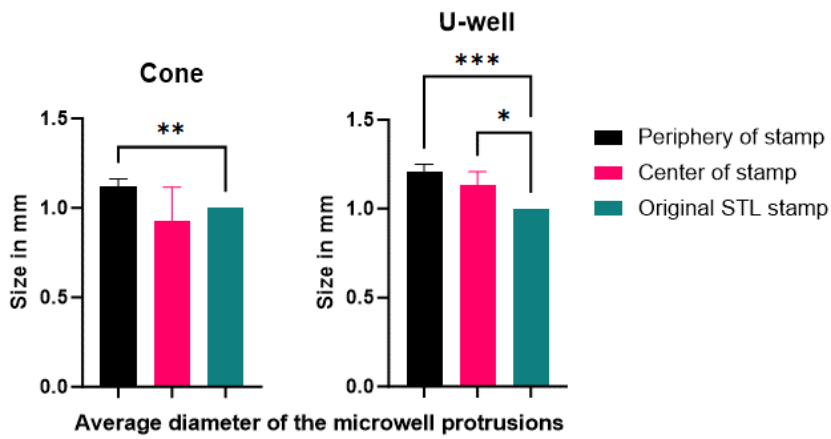 Cone
Size in mm
1.5
1.0
0.5
0.0
**
U-well
Size in mm
1.5
1.0
0.5
0.0
***
*
Periphery of stamp
Center of stamp
Original STL stamp
Average diameter of the microwell protrusions